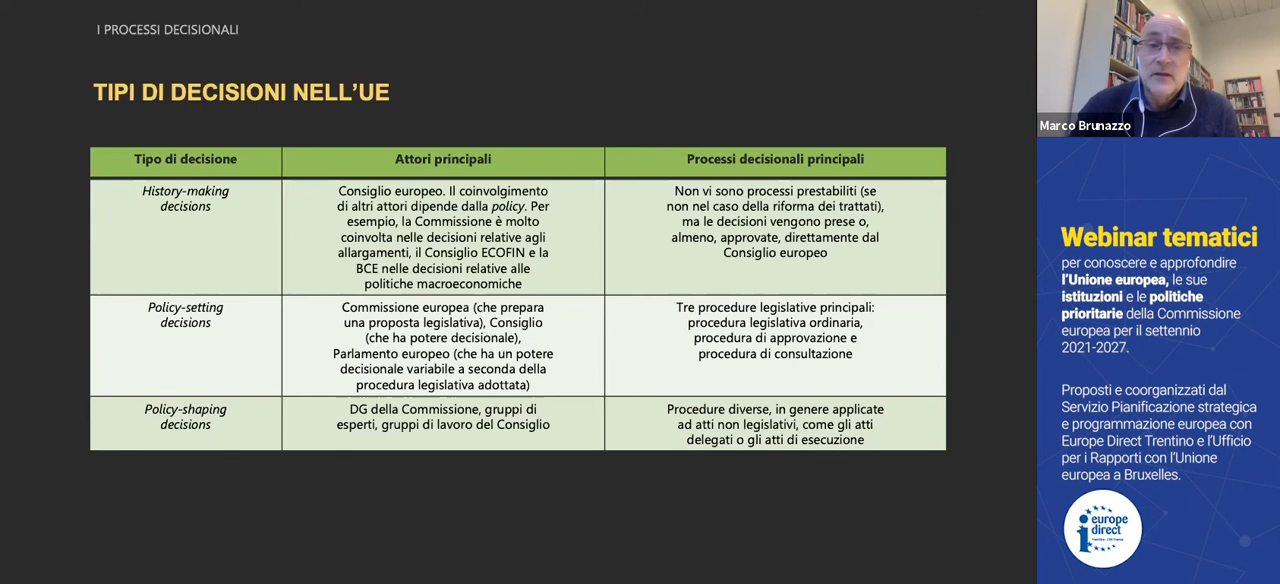 I PROCESSI DECISIONALI
TIPI DI DECISIONI NELL'UE
Tipo di decisione
Attori principali
Processi decisionali principali
History-making
decisions
Consiglio europeo. Il coinvolgimento
di altri attori dipende dalla policy. Per
esempio, la Commissione è molto
coinvolta nelle decisioni relative agli
allargamenti, il Consiglio ECOFIN e la
BCE nelle decisioni relative alle
politiche macroeconomiche
Non vi sono processi prestabiliti (se
non nel caso della riforma dei trattati),
ma le decisioni vengono prese o,
almeno, approvate, direttamente dal
Consiglio europeo
Policy-setting
decisions
Commissione europea (che prepara
una proposta legislativa), Consiglio
(che ha potere decisionale),
Parlamento europeo (che ha un potere
decisionale variabile a seconda della
procedura legislativa adottata)
Tre procedure legislative principali:
procedura legislativa ordinaria,
procedura di approvazione e
procedura di consultazione
Policy-shaping
decisions
DG della Commissione, gruppi di
esperti, gruppi di lavoro del Consiglio
Procedure diverse, in genere applicate
ad atti non legislativi, come gli atti
delegati o gli atti di esecuzione
Marco Brunazzo
Webinar tematici
per conoscere e approfondire
l'Unione europea, le sue
istituzioni e le politiche
prioritarie della Commissione
europea per il settennio
2021-2027.
Proposti e coorganizzati dal
Servizio Pianificazione strategica
e programmazione europea con
Europe Direct Trentino e l'Ufficio
per i Rapporti con l'Unione
europea a Bruxelles.
europe
direct